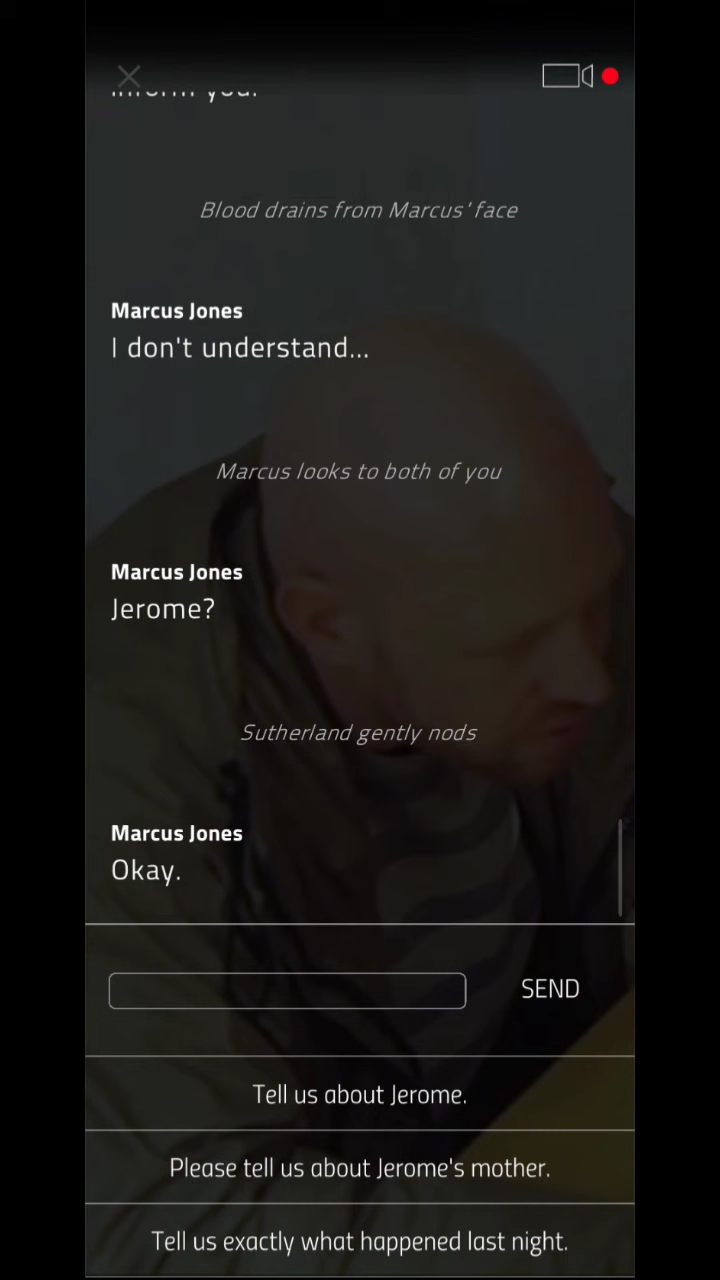 Blood drains from Marcus' face
Marcus Jones
I don't understand...
Marcus looks to both of you
Marcus Jones
Jerome?
Sutherland gently nods
Marcus Jones
Okay.
SEND
Tell us about Jerome.
Please tell us about Jerome's mother.
Tell us exactly what happened last night.